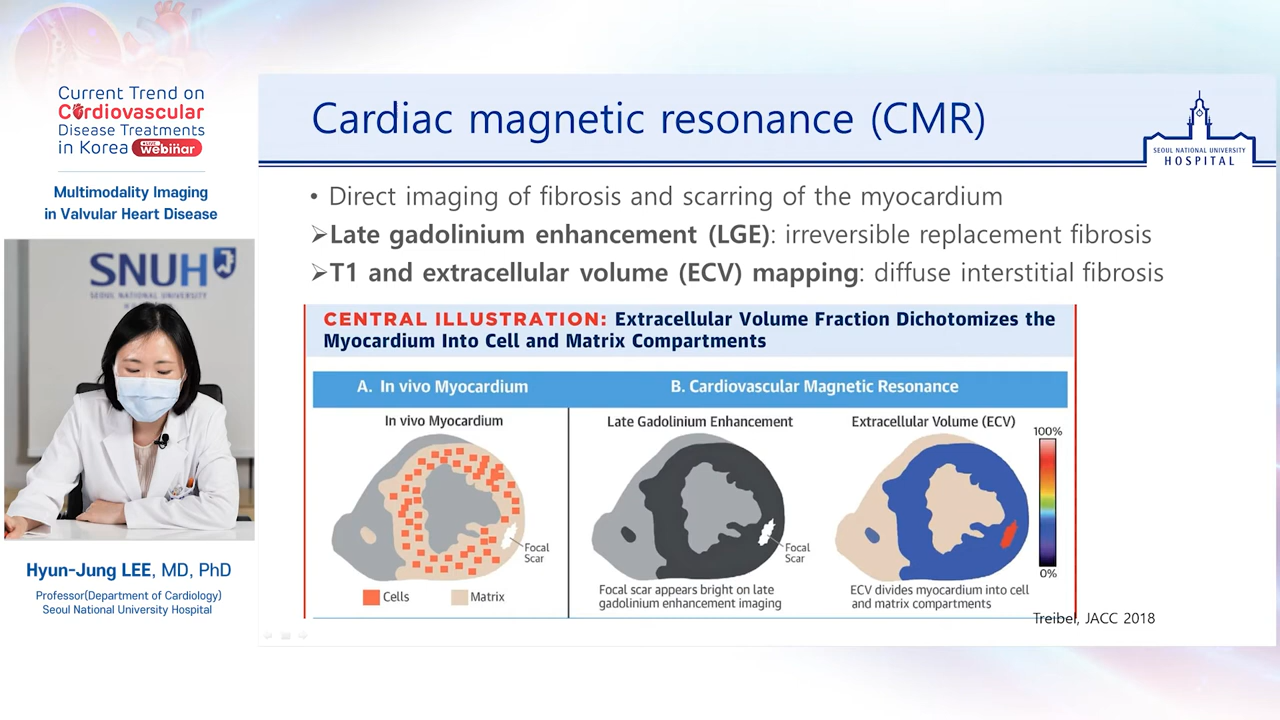 Current Trend on
Cardiovascular
Disease Treatments
in Korea LIVE webinar
Multimodality Imaging
in Valvular Heart Disease
SNUH
SEOUL NATIONAL UNIVERSITY
Hyun-Jung LEE, MD, PhD
Professor(Department of Cardiology)
Seoul National University Hospital
Cardiac magnetic resonance (CMR)
SEOUL NATIONAL UNIVERSITY
HOSPITAL
• Direct imaging of fibrosis and scarring of the myocardium
➢Late gadolinium enhancement (LGE): irreversible replacement fibrosis
➢T1 and extracellular volume (ECV) mapping: diffuse interstitial fibrosis
CENTRAL ILLUSTRATION: Extracellular Volume Fraction Dichotomizes the
Myocardium Into Cell and Matrix Compartments
A. In vivo Myocardium
B. Cardiovascular Magnetic Resonance
In vivo Myocardium
Focal
Scar
Cells
Matrix
Late Gadolinium Enhancement
Focal
Scar
Focal scar appears bright on late
gadolinium enhancement imaging
Extracellular Volume (ECV)
100%
0%
ECV divides myocardium into cell
and matrix compartments
Treibel, JACC 2018